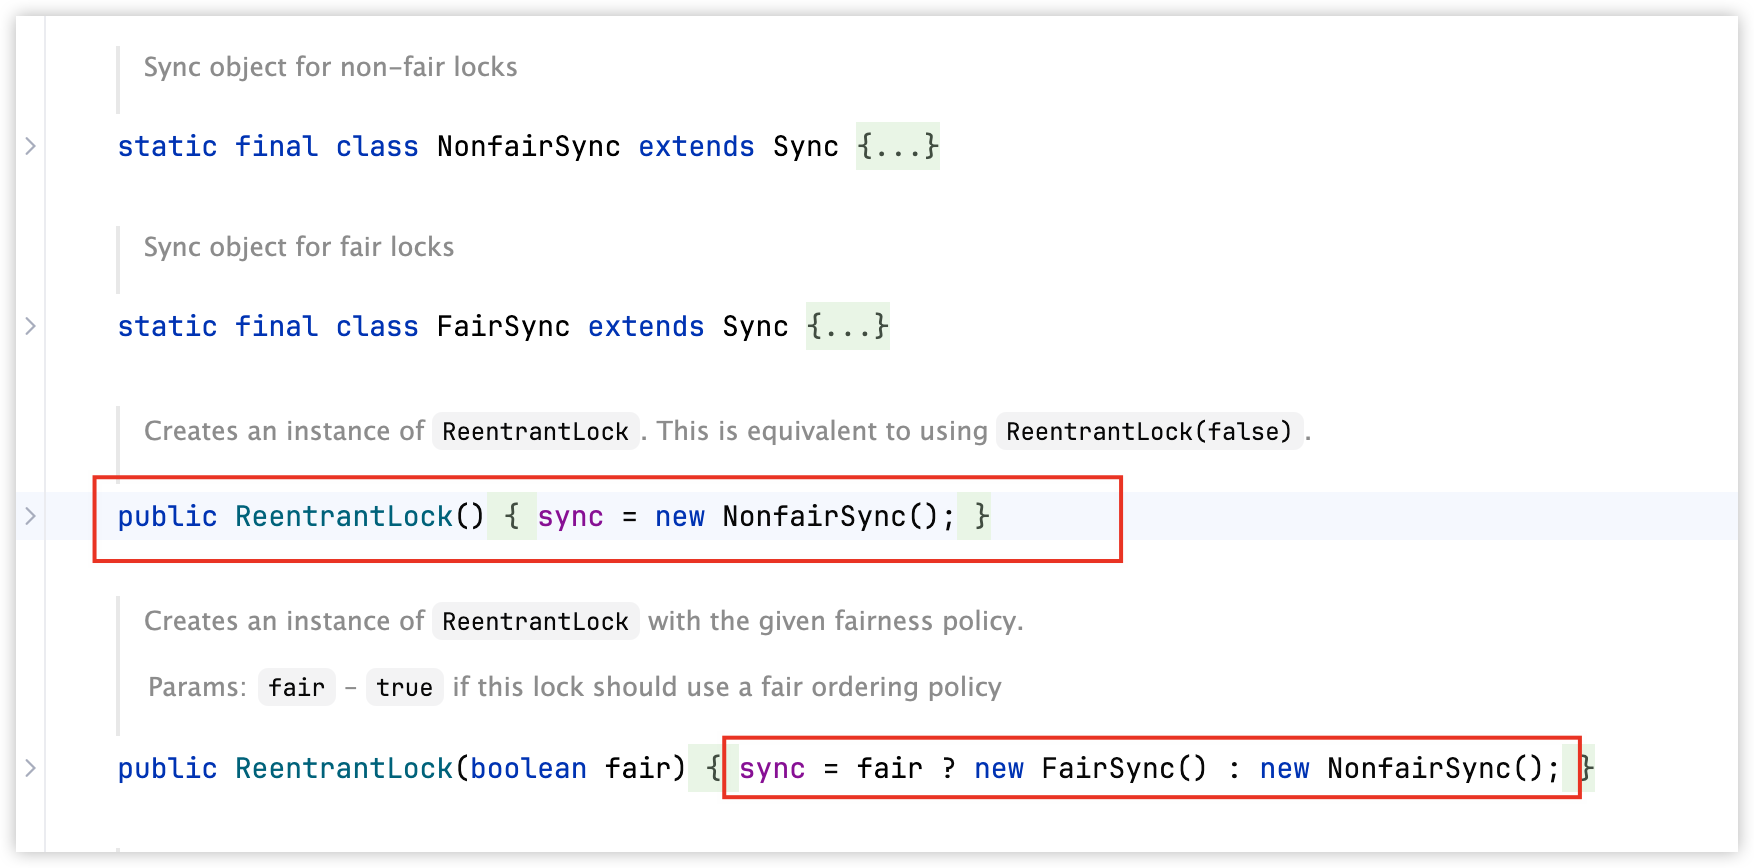 Sync object for non-fair locks
static final class NonfairSync extends Sync {...}
Sync object for fair locks
static final class FairSync extends Sync {...}
Creates an instance of ReentrantLock. This is equivalent to using ReentrantLock(false).
public ReentrantLock() { sync = new NonfairSync(); }
Creates an instance of ReentrantLock with the given fairness policy.
Params: fair – true if this lock should use a fair ordering policy
public ReentrantLock(boolean fair) { sync = fair ? new FairSync() : new NonfairSync(); }